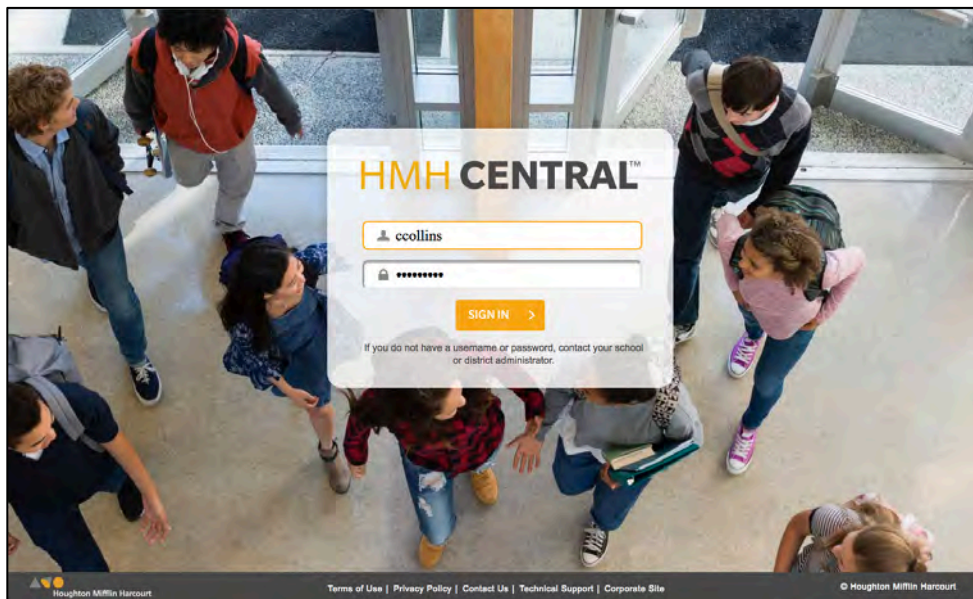 HMH CENTRAL™
ccollins
•••••••••
SIGN IN >
If you do not have a username or password, contact your school
or district administrator.
Houghton Mifflin Harcourt
Terms of Use | Privacy Policy | Contact Us | Technical Support | Corporate Site
© Houghton Mifflin Harcourt